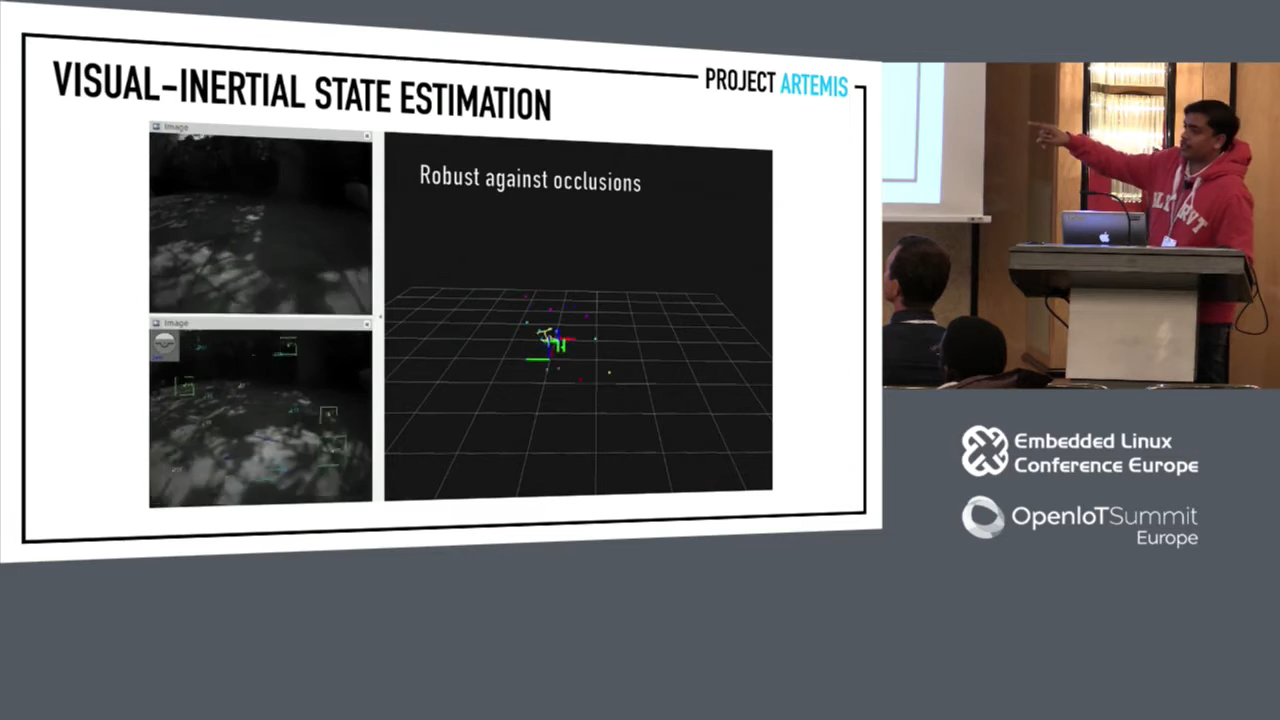 VISUAL-INERTIAL STATE ESTIMATION
PROJECT ARTEMIS
Image
Robust against occlusions
Image
Embedded Linux
Conference Europe
OpenIoTSummit
Europe